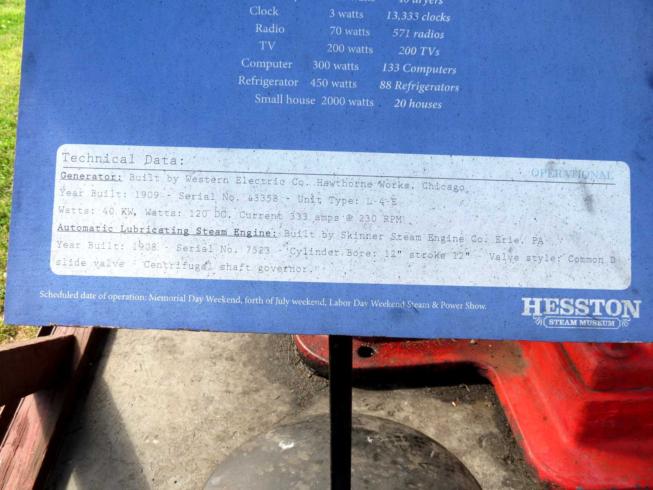 dryers
Clock 3 watts 13,333 clocks
Radio 70 watts 571 radios
TV 200 watts 200 TVs
Computer 300 watts 133 Computers
Refrigerator 450 watts 88 Refrigerators
Small house 2000 watts 20 houses
Technical Data:
OPERATIONAL
Generator: Built by Western Electric Co. Hawthorne Works, Chicago
Year Built: 1909 - Serial No. 43358 - Unit Type: L-4-E
Watts: 40 KW, Watts: 120 DC, Current 333 amps @ 230 RPM
Automatic Lubricating Steam Engine: Built by Skinner Steam Engine Co. Erie, PA
Year Built: 1908 - Serial No. 7523 - Cylinder Bore: 12" stroke 12" - Valve style: Common D
slide valve - Centrifugal shaft governor.
Scheduled date of operation: Memorial Day Weekend, forth of July weekend, Labor Day Weekend Steam & Power Show.
HESSTON
STEAM MUSEUM